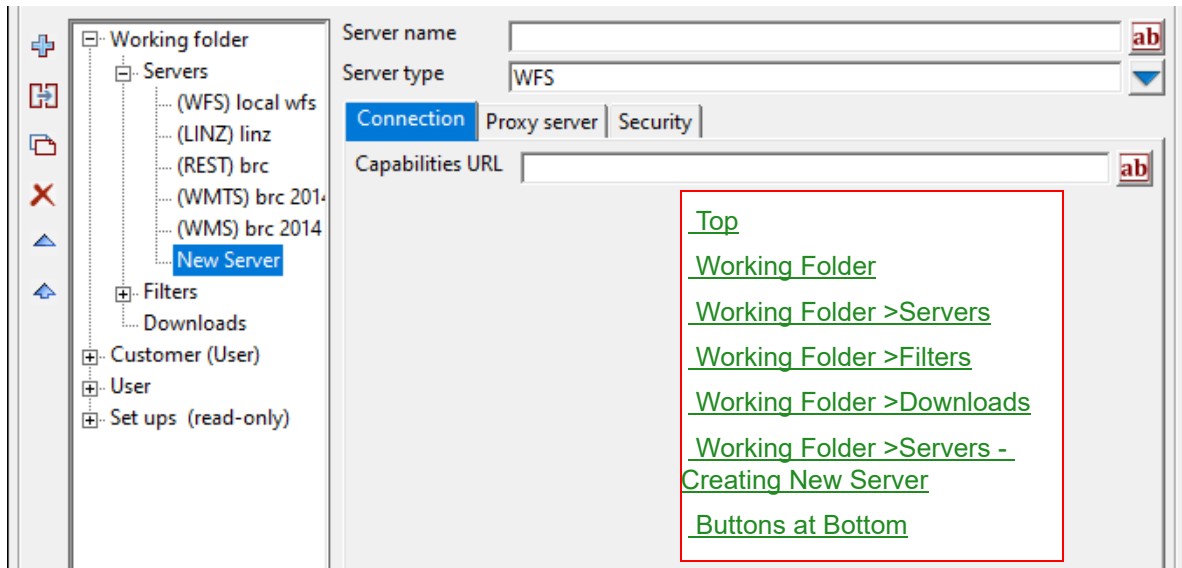 Working folder
Servers
(WFS) local wfs
(LINZ) linz
(REST) brc
(WMTS) brc 201
(WMS) brc 2014
New Server
Filters
Downloads
Customer (User)
User
Set ups (read-only)
Server name
ab
Server type
WFS
Connection Proxy server Security
Capabilities URL
ab
Top
Working Folder
Working Folder >Servers
Working Folder >Filters
Working Folder >Downloads
Working Folder >Servers -
Creating New Server
Buttons at Bottom